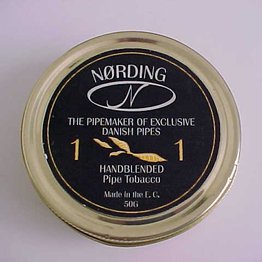 NØRDING
N
THE PIPEMAKER OF EXCLUSIVE
DANISH PIPES
1 1
HANDBLENDED
Pipe Tobacco
Made in the E. C.
50G